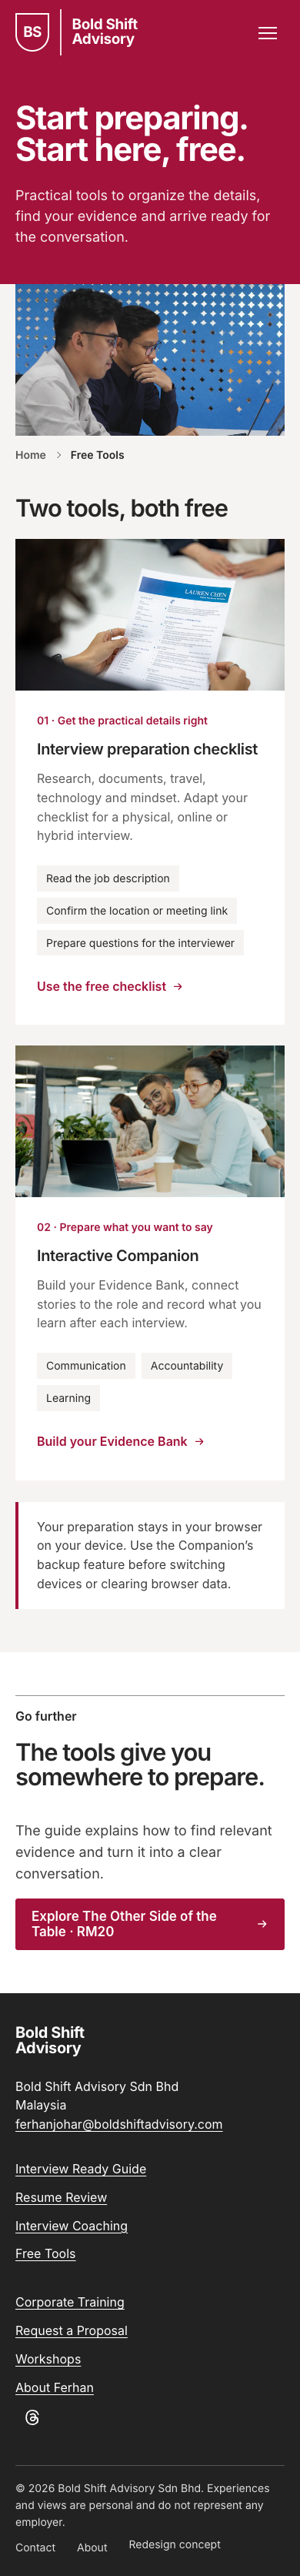 BS
Bold Shift
Advisory
Start preparing.
Start here, free.
Practical tools to organize the details,
find your evidence and arrive ready for
the conversation.
Home > Free Tools
Two tools, both free
LAUREN CHEN
01 · Get the practical details right
Interview preparation checklist
Research, documents, travel,
technology and mindset. Adapt your
checklist for a physical, online or
hybrid interview.
Read the job description
Confirm the location or meeting link
Prepare questions for the interviewer
Use the free checklist →
02 · Prepare what you want to say
Interactive Companion
Build your Evidence Bank, connect
stories to the role and record what you
learn after each interview.
Communication
Accountability
Learning
Build your Evidence Bank →
Your preparation stays in your browser
on your device. Use the Companion’s
backup feature before switching
devices or clearing browser data.
Go further
The tools give you
somewhere to prepare.
The guide explains how to find relevant
evidence and turn it into a clear
conversation.
Explore The Other Side of the
Table · RM20 →
Bold Shift
Advisory
Bold Shift Advisory Sdn Bhd
Malaysia
ferhanjohar@boldshiftadvisory.com
Interview Ready Guide
Resume Review
Interview Coaching
Free Tools
Corporate Training
Request a Proposal
Workshops
About Ferhan
© 2026 Bold Shift Advisory Sdn Bhd. Experiences
and views are personal and do not represent any
employer.
Contact About Redesign concept